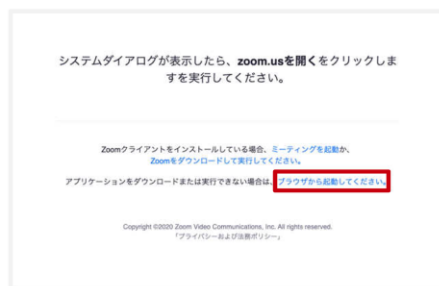 システムダイアログが表示したら、zoom.usを開くをクリックしま
すを実行してください。
Zoomクライアントをインストールしている場合、ミーティングを起動か、
Zoomをダウンロードして実行してください。
アプリケーションをダウンロードまたは実行できない場合は、ブラウザから起動してください。
Copyright ©2020 Zoom Video Communications, Inc. All rights reserved.
「プライバシーおよび法務ポリシー」